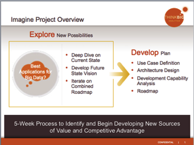 Imagine Project Overview
Explore New Possibilities
Best
Applications for
Big Data?
• Deep Dive on
Current State
• Develop Future
State Vision
• Iterate on
Combined
Roadmap
Develop Plan
• Use Case Definition
• Architecture Design
• Development Capability
Analysis
• Roadmap
5-Week Process to Identify and Begin Developing New Sources
of Value and Competitive Advantage
CONFIDENTIAL